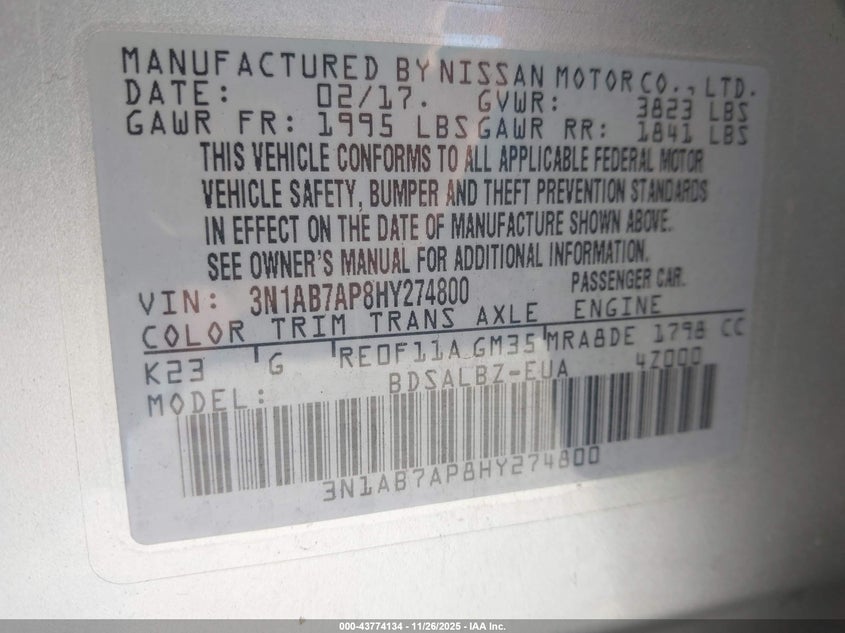 MANUFACTURED BY NISSAN MOTOR CO., LTD.
DATE: 02/17. GVWR: 3823 LBS
GAWR FR: 1995 LBS GAWR RR: 1841 LBS
THIS VEHICLE CONFORMS TO ALL APPLICABLE FEDERAL MOTOR
VEHICLE SAFETY, BUMPER AND THEFT PREVENTION STANDARDS
IN EFFECT ON THE DATE OF MANUFACTURE SHOWN ABOVE.
SEE OWNER'S MANUAL FOR ADDITIONAL INFORMATION.
VIN: 3N1AB7AP8HY274800 PASSENGER CAR.
COLOR TRIM TRANS AXLE ENGINE
K23 G RE0F11A GM35 MRA8DE 1798 CC
MODEL: BDSALBZ-EUA 4Z000
3N1AB7AP8HY274800
000-43774134 - 11/26/2025 - IAA Inc.